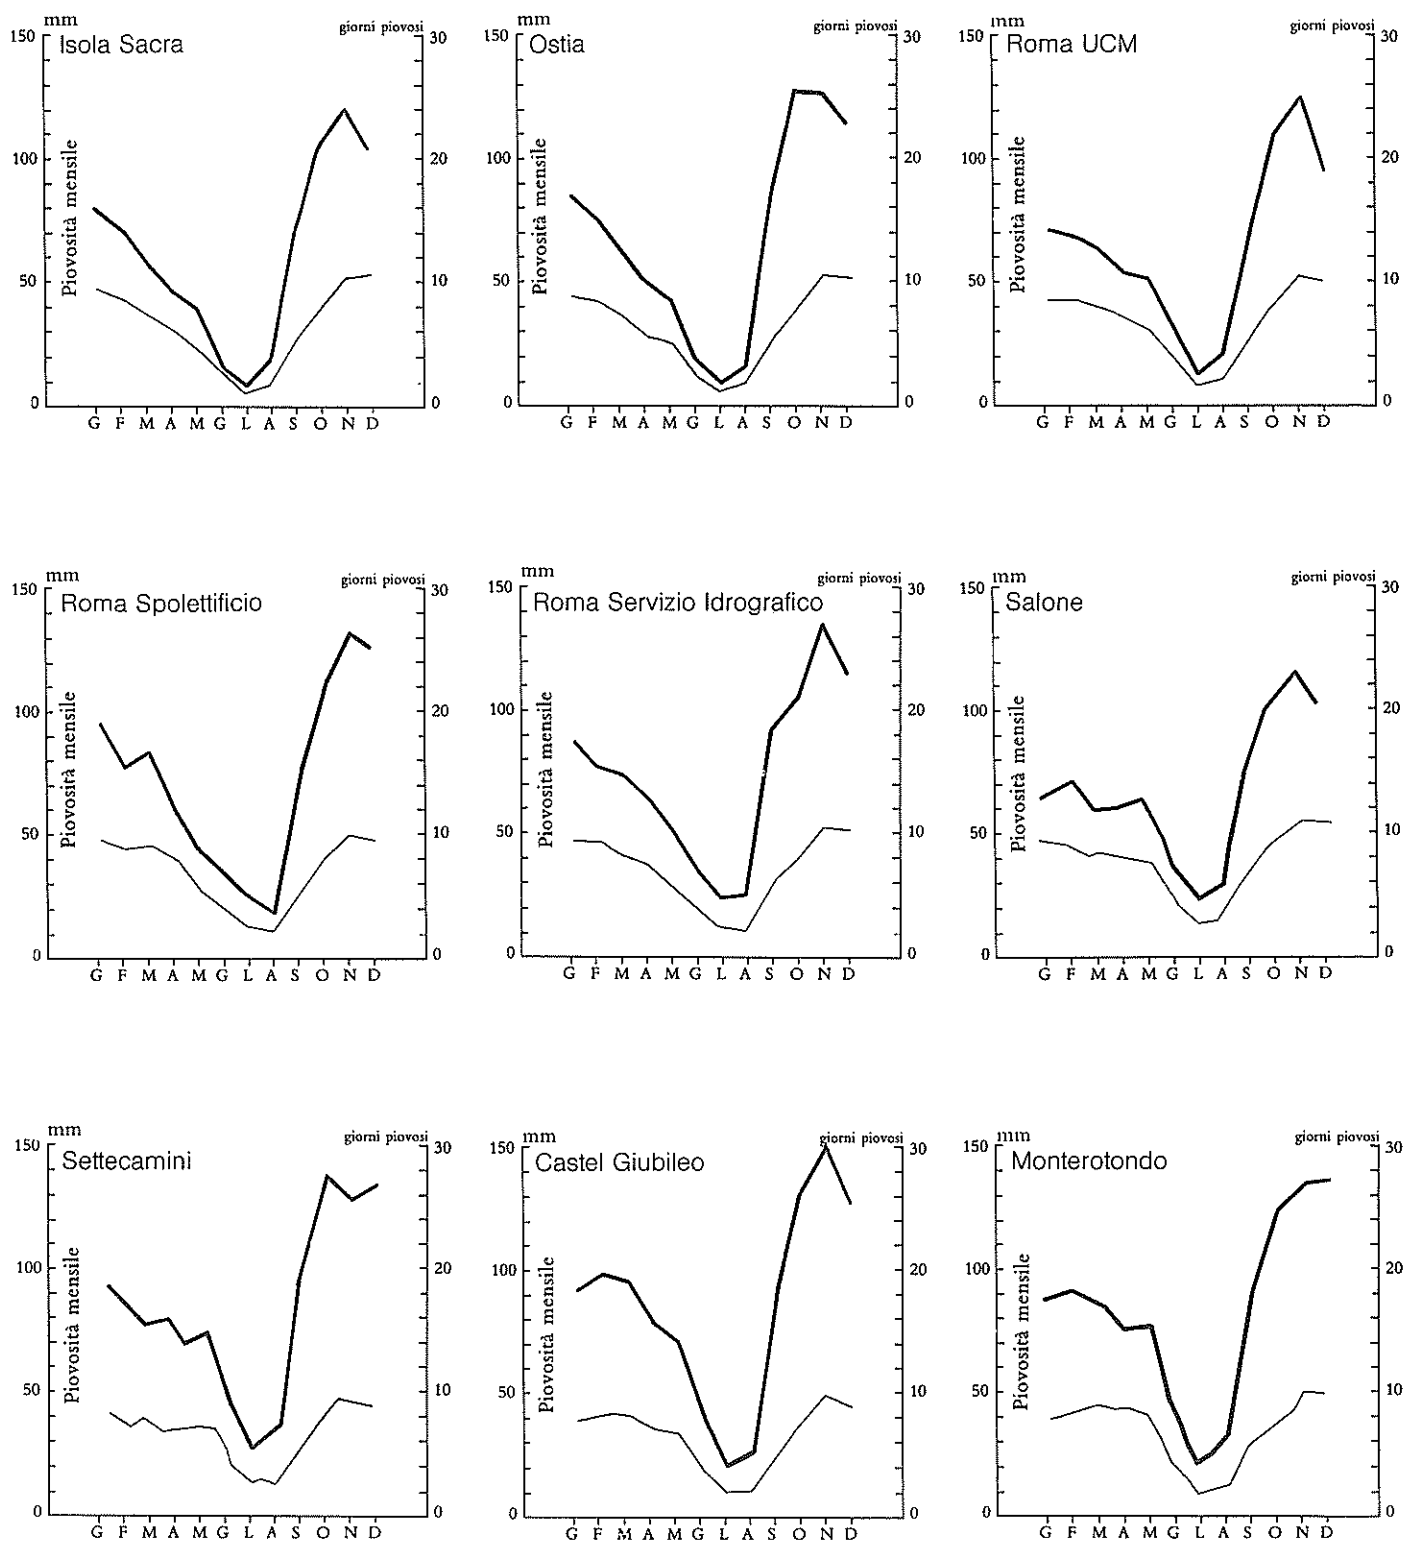 mm
giorni piovosi
150
30
Isola Sacra
Piovosità mensile
100
20
50
10
0
0
G F M A M G L A S O N D
mm
giorni piovosi
150
30
Ostia
Piovosità mensile
100
20
50
10
0
0
G F M A M G L A S O N D
mm
giorni piovosi
150
30
Roma UCM
Piovosità mensile
100
20
50
10
0
0
G F M A M G L A S O N D
mm
giorni piovosi
150
30
Roma Spolettificio
Piovosità mensile
100
20
50
10
0
0
G F M A M G L A S O N D
mm
giorni piovosi
150
30
Roma Servizio Idrografico
Piovosità mensile
100
20
50
10
0
0
G F M A M G L A S O N D
mm
giorni piovosi
150
30
Salone
Piovosità mensile
100
20
50
10
0
0
G F M A M G L A S O N D
mm
giorni piovosi
150
30
Settecamini
Piovosità mensile
100
20
50
10
0
0
G F M A M G L A S O N D
mm
giorni piovosi
150
30
Castel Giubileo
Piovosità mensile
100
20
50
10
0
0
G F M A M G L A S O N D
mm
giorni piovosi
150
30
Monterotondo
Piovosità mensile
100
20
50
10
0
0
G F M A M G L A S O N D